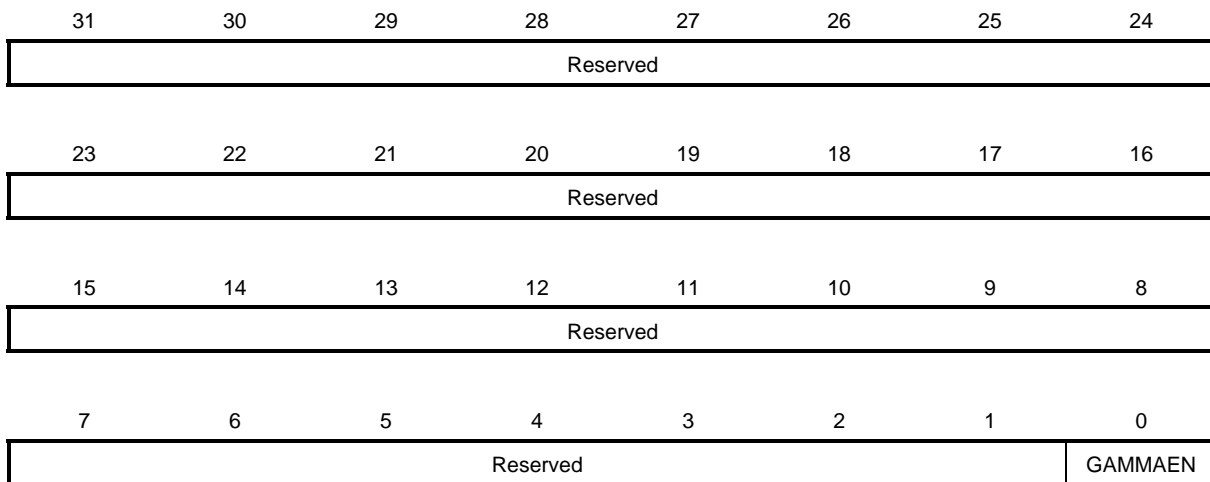 31 30 29 28 27 26 25 24
Reserved
23 22 21 20 19 18 17 16
Reserved
15 14 13 12 11 10 9 8
Reserved
7 6 5 4 3 2 1 0
Reserved GAMMAEN